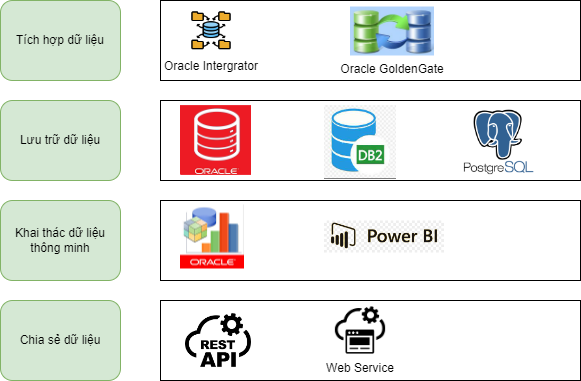 Tích hợp dữ liệu
Oracle Intergrator
Oracle GoldenGate
Lưu trữ dữ liệu
ORACLE
DB2
PostgreSQL
Khai thác dữ liệu
thông minh
ORACLE
Power BI
Chia sẻ dữ liệu
REST
API
Web Service